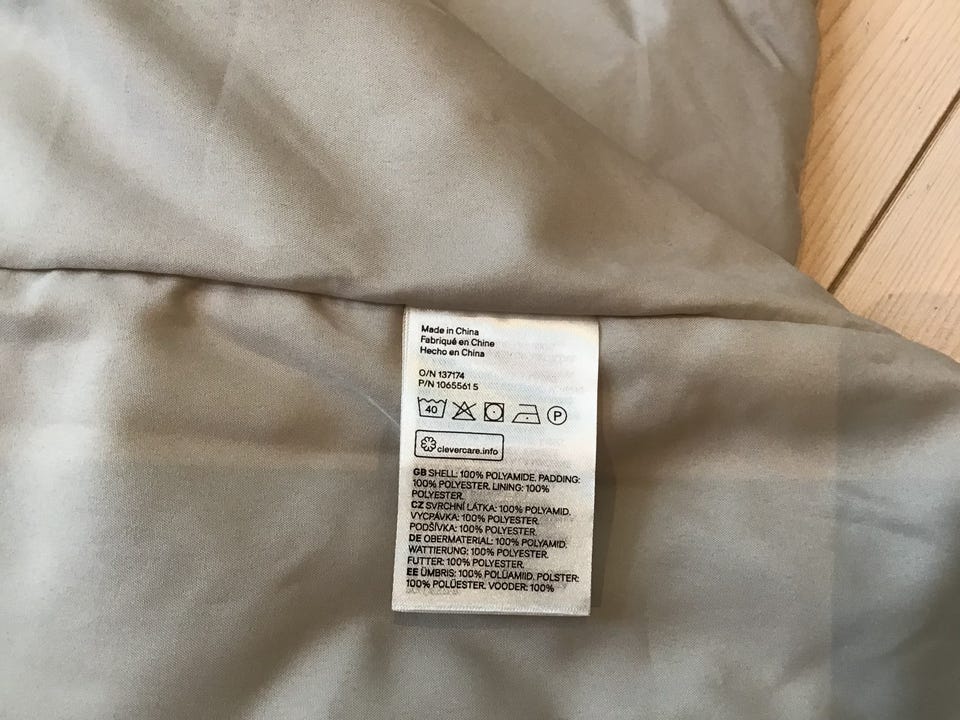 Made in China
Fabriqué en Chine
Hecho en China
O/N 137174
P/N 1065561 5
40 P
clevercare.info
GB SHELL: 100% POLYAMIDE. PADDING:
100% POLYESTER. LINING: 100%
POLYESTER.
CZ SVRCHNÍ LÁTKA: 100% POLYAMID.
VYCPÁVKA: 100% POLYESTER.
PODŠÍVKA: 100% POLYESTER.
DE OBERMATERIAL: 100% POLYAMID.
WATTIERUNG: 100% POLYESTER.
FUTTER: 100% POLYESTER.
EE ÜMBRIS: 100% POLÜAMIID. POLSTER:
100% POLÜESTER. VOODER: 100%